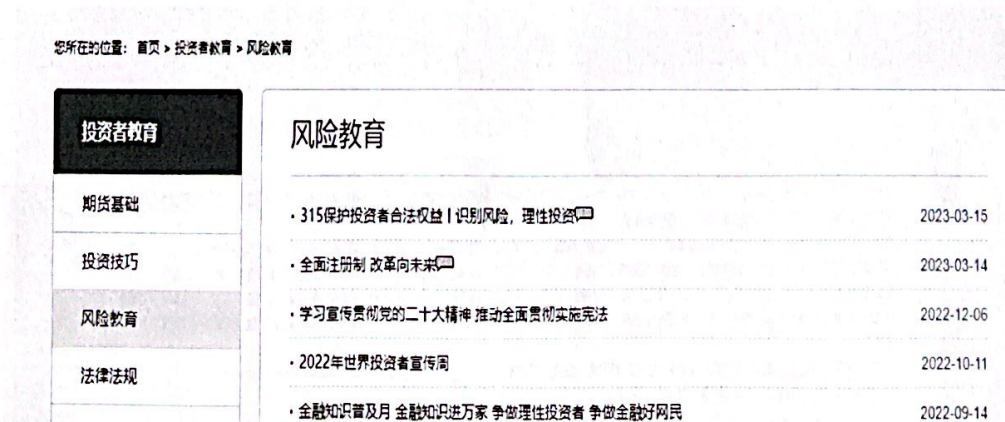 您所在的位置： 首页 > 投资者教育 > 风险教育
投资者教育
期货基础
投资技巧
风险教育
法律法规
风险教育
· 315保护投资者合法权益丨识别风险，理性投资 2023-03-15
· 全面注册制 改革向未来 2023-03-14
· 学习宣传贯彻党的二十大精神 推动全面贯彻实施宪法 2022-12-06
· 2022年世界投资者宣传周 2022-10-11
· 金融知识普及月 金融知识进万家 争做理性投资者 争做金融好网民 2022-09-14